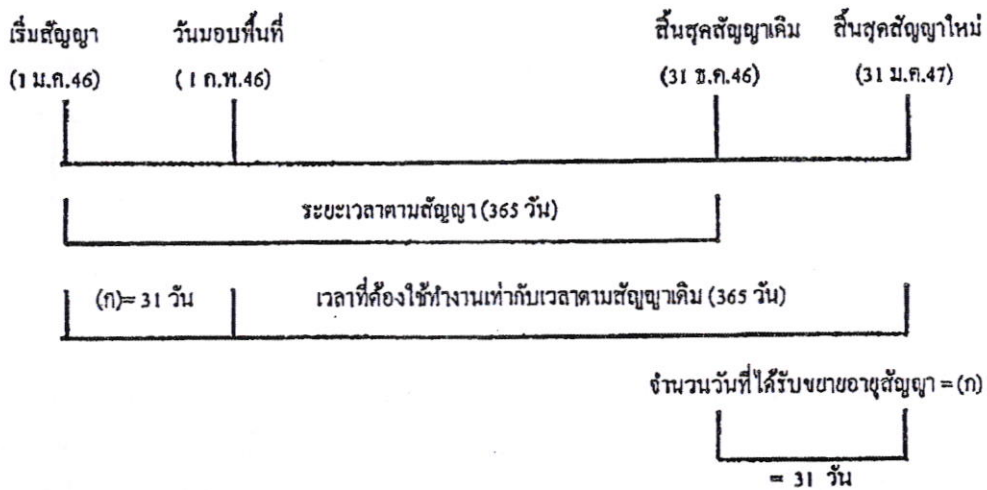 เริ่มสัญญา วันมอบพื้นที่ สิ้นสุดสัญญาเดิม สิ้นสุดสัญญาใหม่
(1 ม.ค.46) (1 ก.พ.46) (31 ธ.ค.46) (31 ม.ค.47)
ระยะเวลาตามสัญญา (365 วัน)
(ก)= 31 วัน เวลาที่ต้องใช้ทำงานเท่ากับเวลาตามสัญญาเดิม (365 วัน)
จำนวนวันที่ได้รับขยายอายุสัญญา = (ก)
= 31 วัน